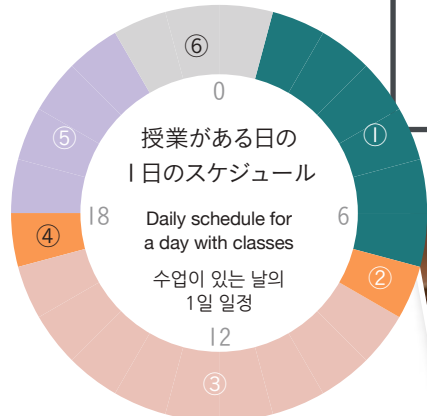 ⑥
0
①
⑤
授業がある日の
1日のスケジュール
18
Daily schedule for
6
④
a day with classes
②
수업이 있는 날의
1일 일정
12
③